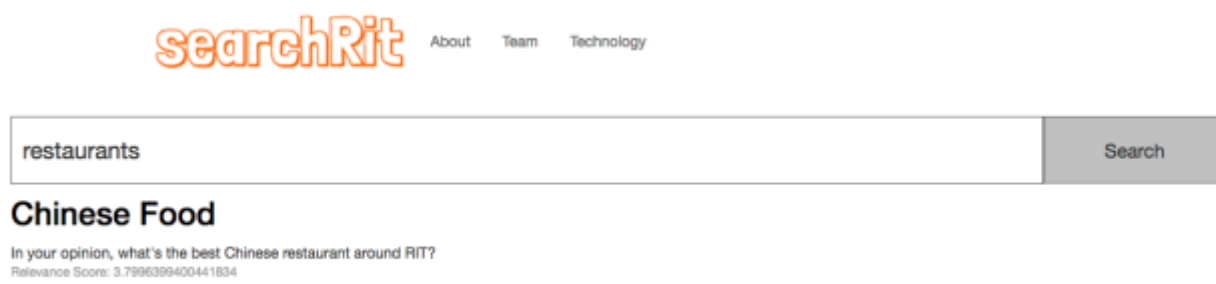 searchRit About Team Technology
restaurants Search
Chinese Food
In your opinion, what's the best Chinese restaurant around RIT?
Relevance Score: 3.7996399400441834